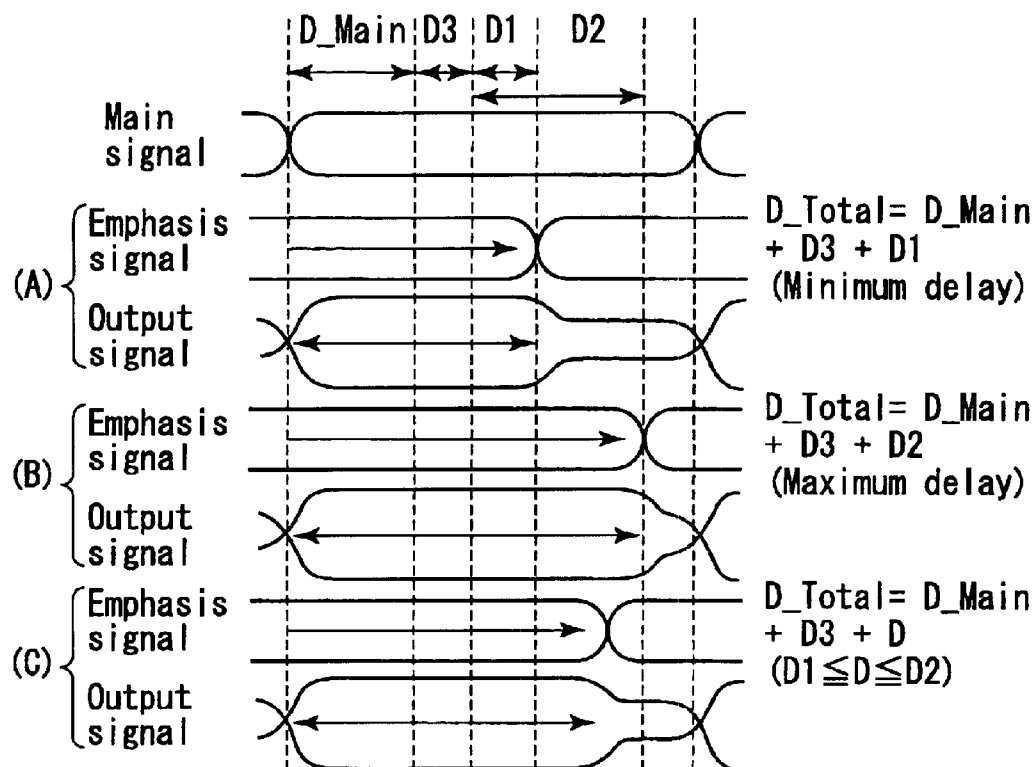 D_Main D3 D1 D2
Main
signal
(A)
Emphasis
signal
D_Total= D_Main
+ D3 + D1
(Minimum delay)
Output
signal
(B)
Emphasis
signal
D_Total= D_Main
+ D3 + D2
(Maximum delay)
Output
signal
(C)
Emphasis
signal
D_Total= D_Main
+ D3 + D
(D1≦D≦D2)
Output
signal